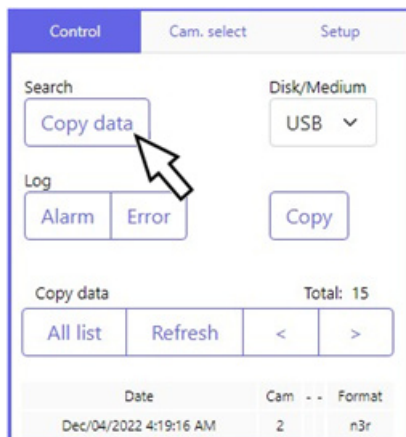 Control Cam. select Setup
Search Disk/Medium
Copy data USB
Log
Alarm Error Copy
Copy data Total: 15
All list Refresh < >
Date Cam - - Format
Dec/04/2022 4:19:16 AM 2 n3r